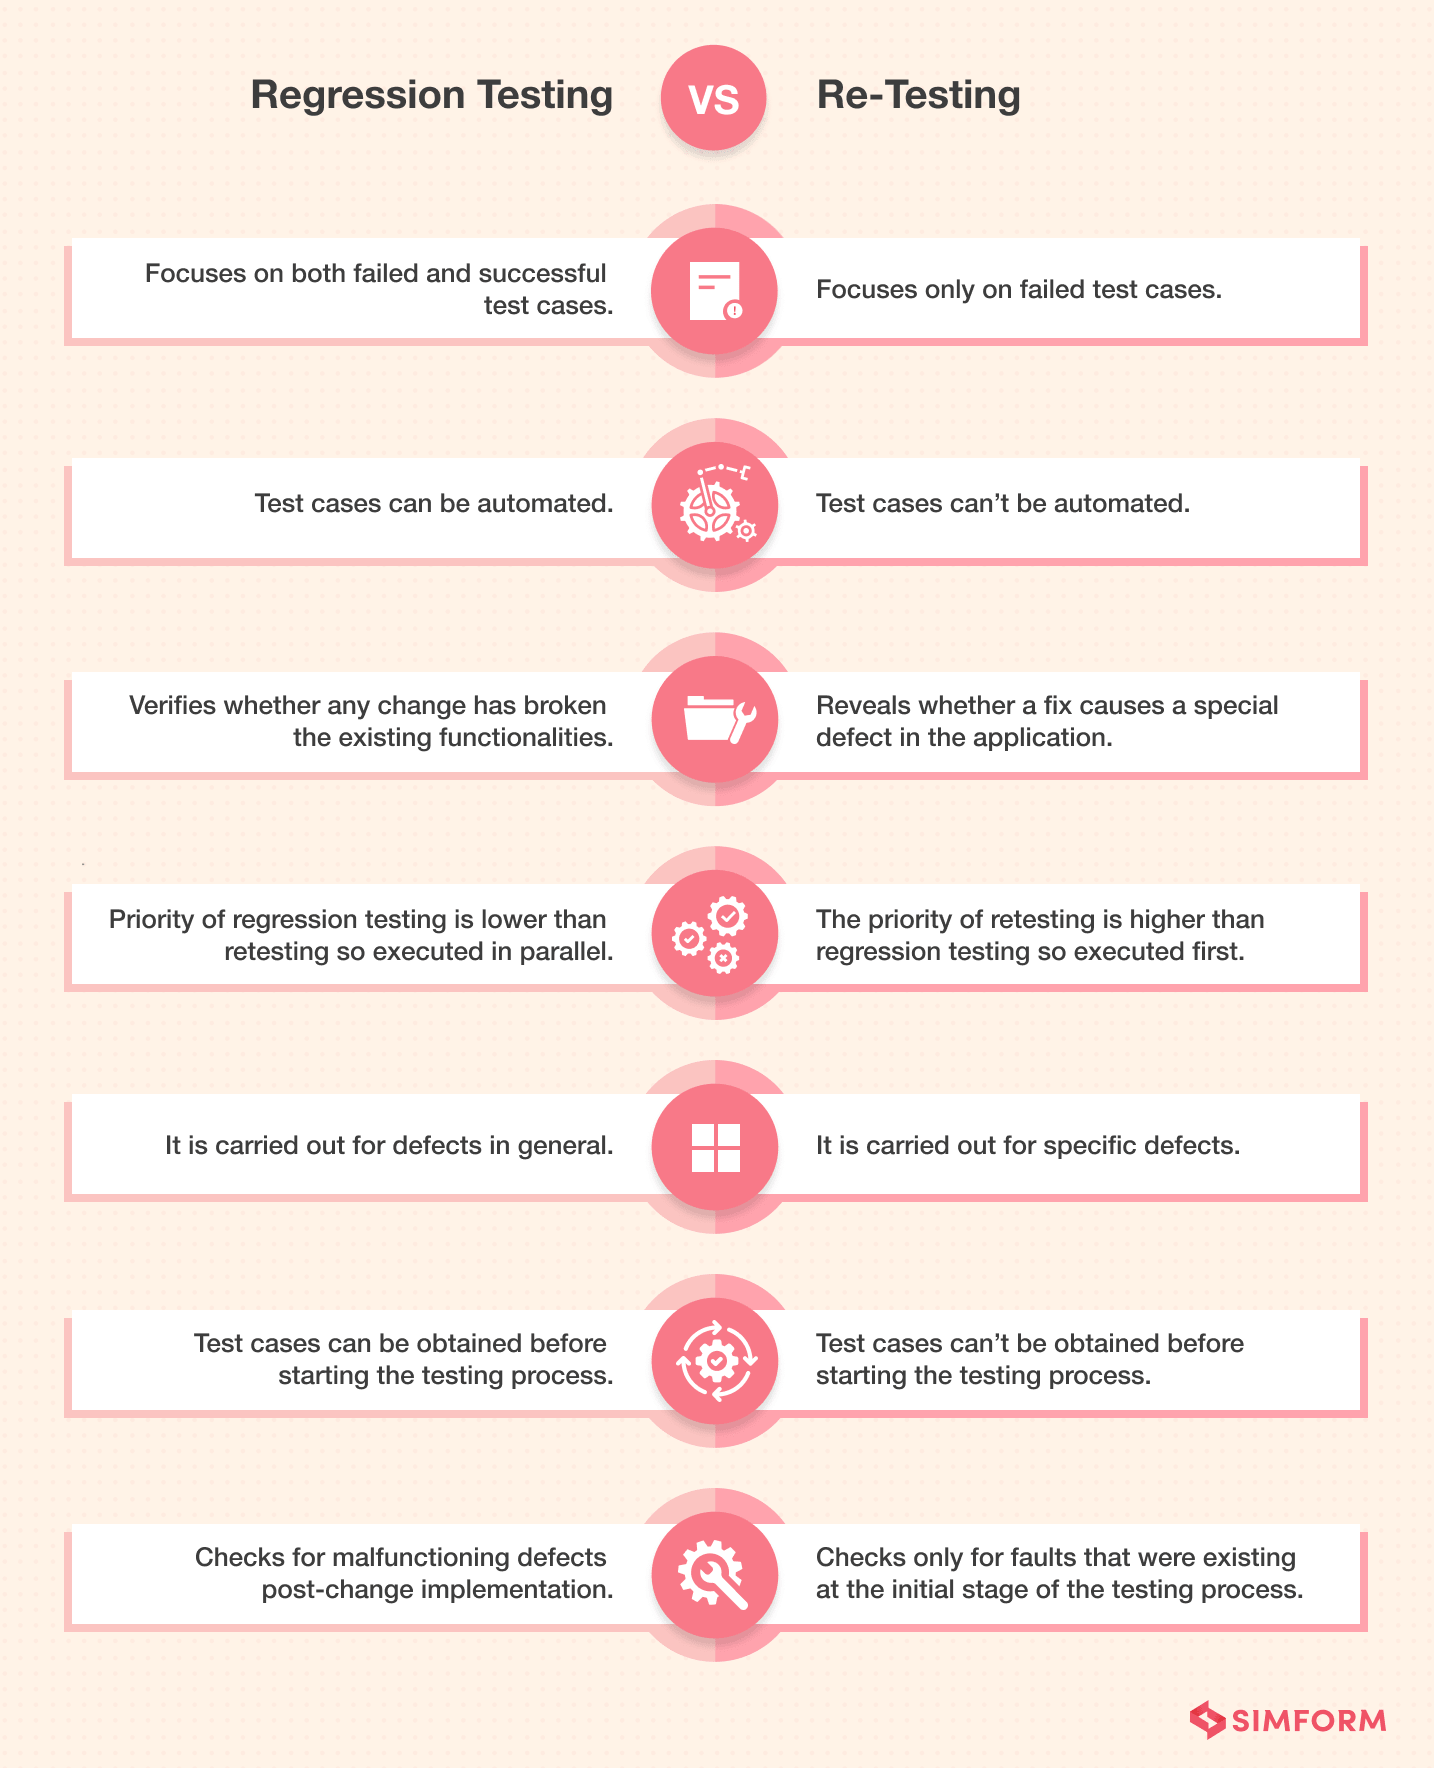 Regression Testing
VS
Re-Testing
Focuses on both failed and successful
test cases.
Focuses only on failed test cases.
Test cases can be automated.
Test cases can’t be automated.
Verifies whether any change has broken
the existing functionalities.
Reveals whether a fix causes a special
defect in the application.
Priority of regression testing is lower than
retesting so executed in parallel.
The priority of retesting is higher than
regression testing so executed first.
It is carried out for defects in general.
It is carried out for specific defects.
Test cases can be obtained before
starting the testing process.
Test cases can’t be obtained before
starting the testing process.
Checks for malfunctioning defects
post-change implementation.
Checks only for faults that were existing
at the initial stage of the testing process.
SIMFORM